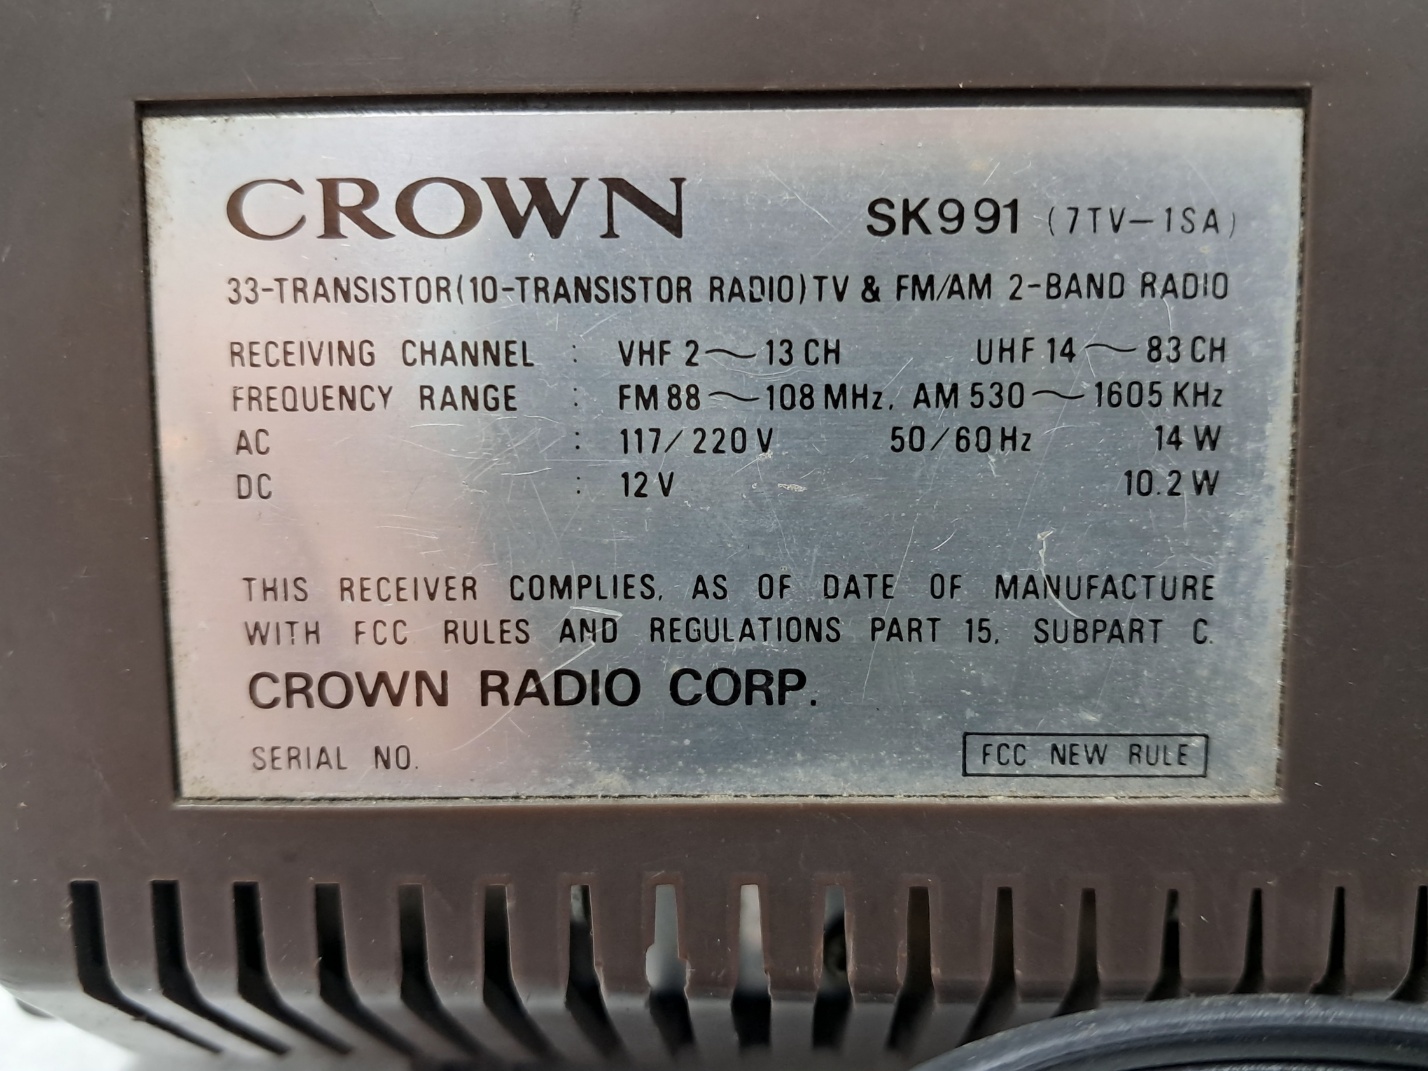 CROWN SK991 (7TV-1SA)
33-TRANSISTOR(10-TRANSISTOR RADIO)TV & FM/AM 2-BAND RADIO
RECEIVING CHANNEL : VHF 2～13 CH UHF 14～83 CH
FREQUENCY RANGE : FM 88～108 MHz, AM 530～1605 KHz
AC : 117/220 V 50/60 Hz 14 W
DC : 12 V 10.2 W
THIS RECEIVER COMPLIES, AS OF DATE OF MANUFACTURE
WITH FCC RULES AND REGULATIONS PART 15, SUBPART C.
CROWN RADIO CORP.
SERIAL NO. FCC NEW RULE